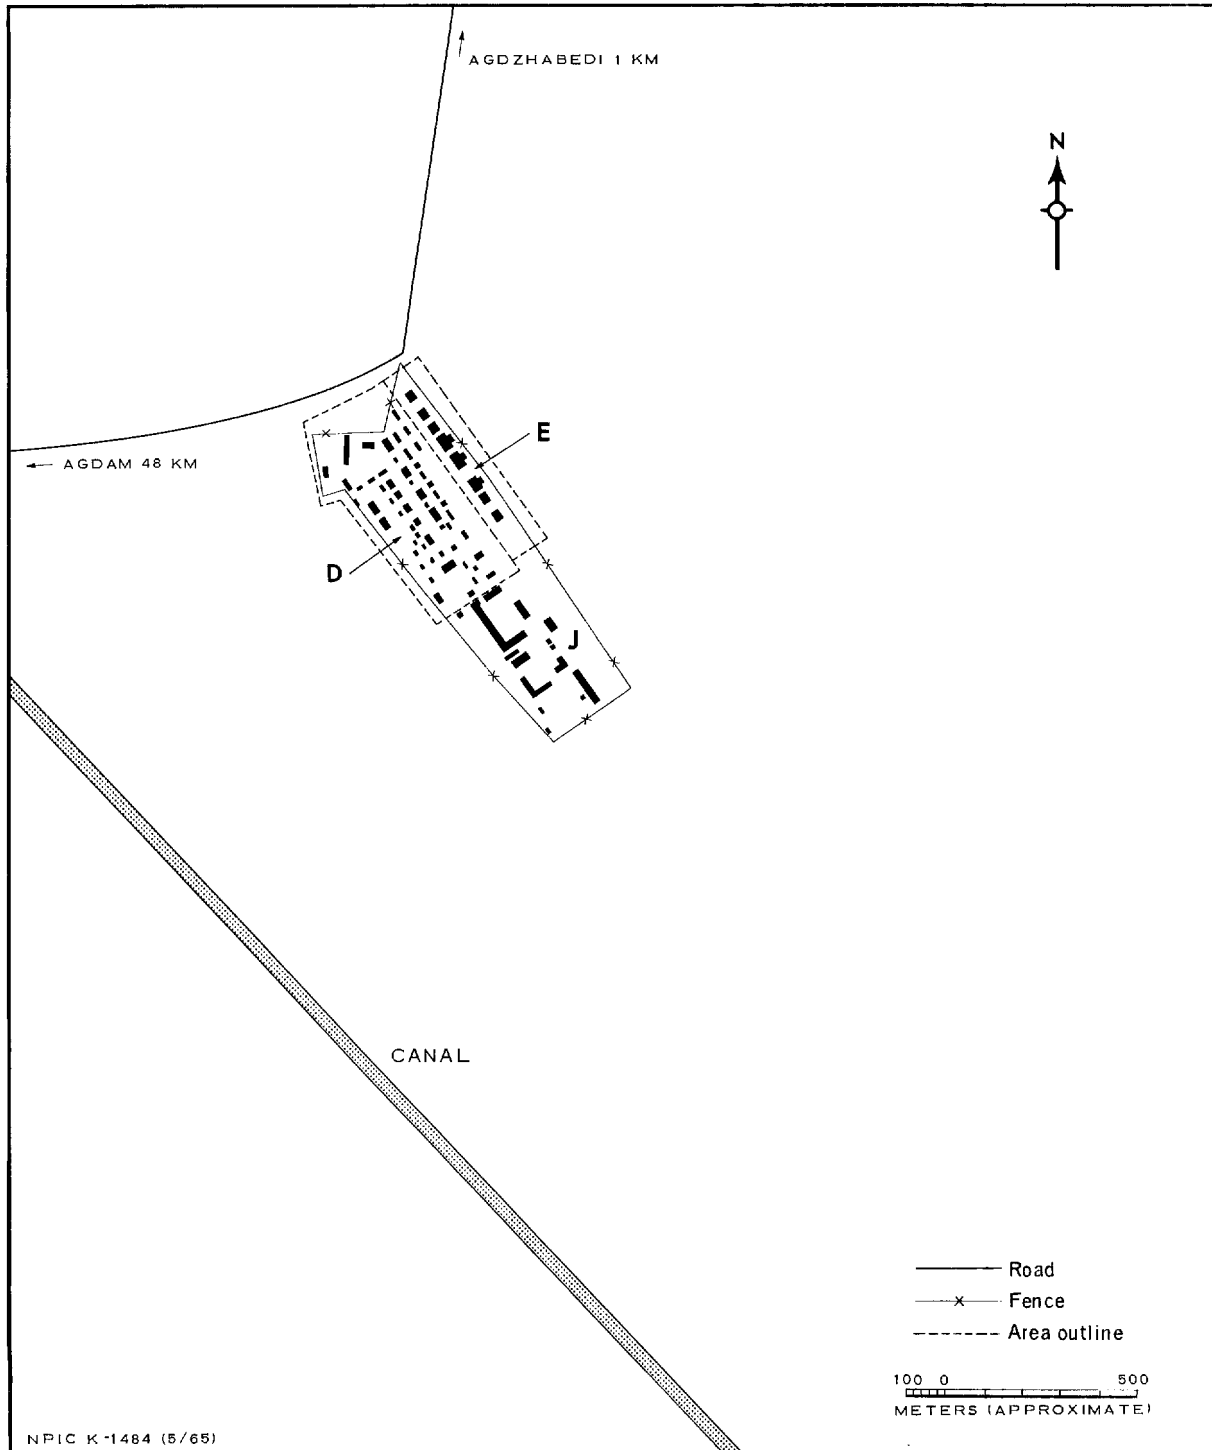 AGDZHABEDI 1 KM
N
E
AGDAM 48 KM
D
J
CANAL
Road
Fence
Area outline
100 0 500
METERS (APPROXIMATE)
NPIC K-1484 (5/65)